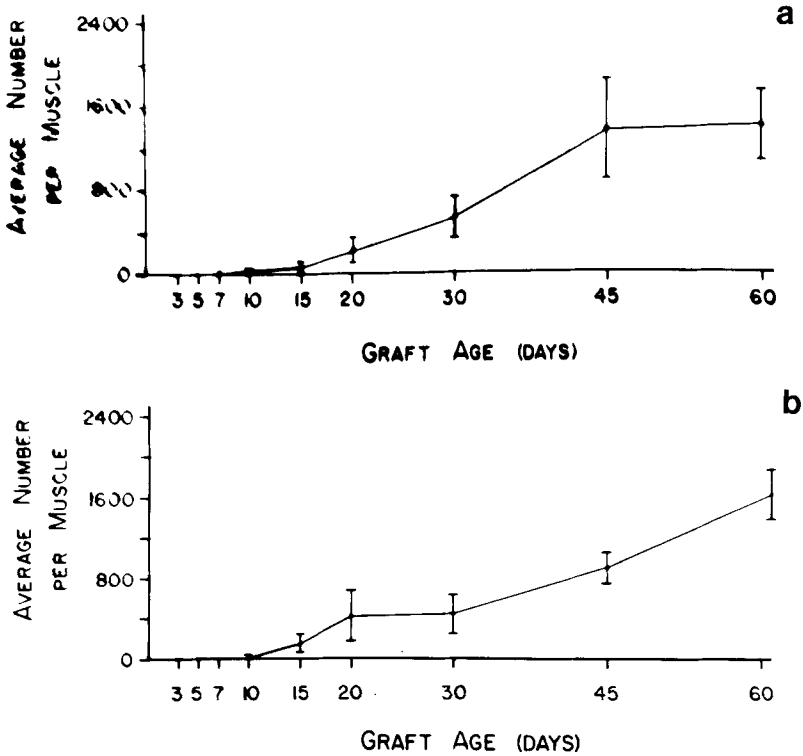 a
2400
1600
800
0
AVERAGE NUMBER
PER MUSCLE
3 5 7 10 15 20 30 45 60
GRAFT AGE (DAYS)
b
2400
1600
800
0
AVERAGE NUMBER
PER MUSCLE
3 5 7 10 15 20 30 45 60
GRAFT AGE (DAYS)